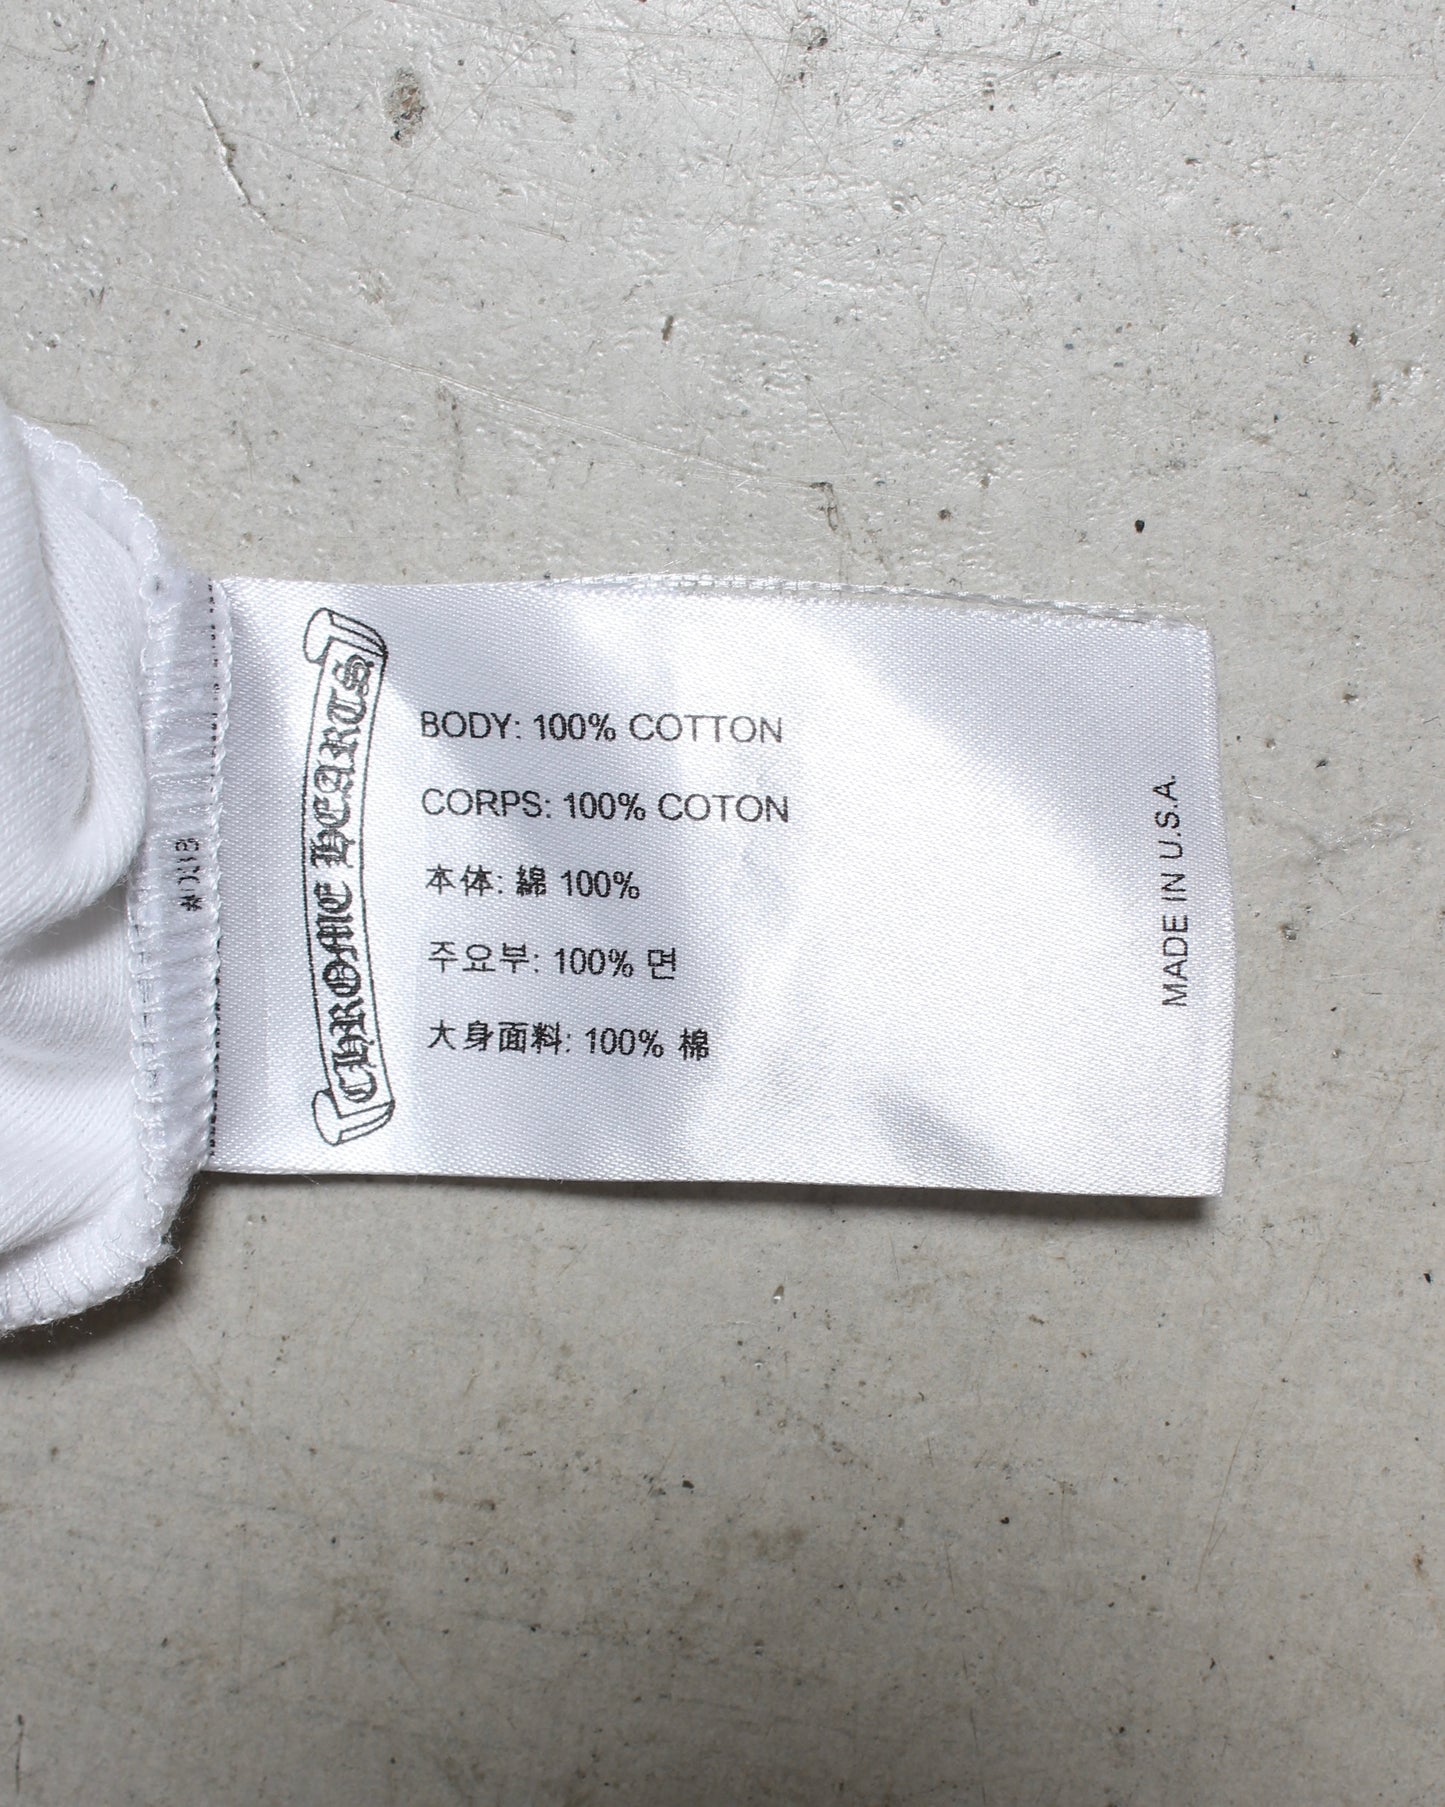 CHROME HEARTS
BODY: 100% COTTON
CORPS: 100% COTON
本体: 綿 100%
주요부: 100% 면
大身面料: 100% 棉
MADE IN U.S.A.